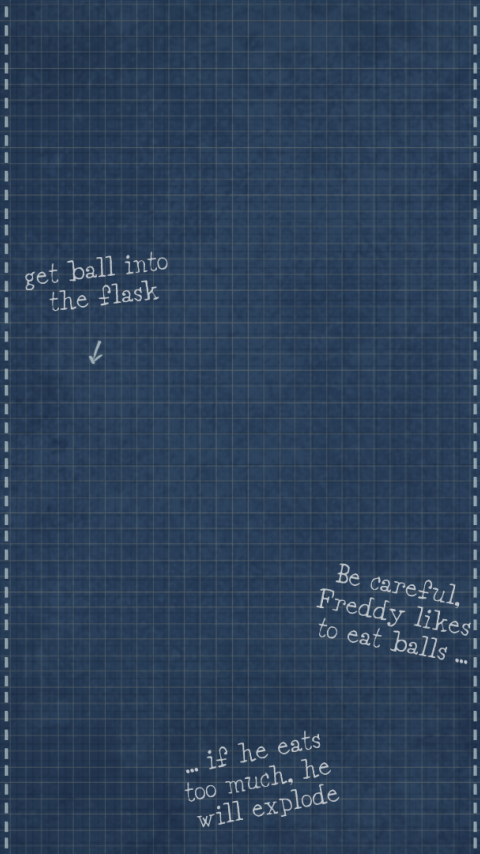 get ball into
the flask
Be careful,
Freddy likes
to eat balls ...
... if he eats
too much, he
will explode